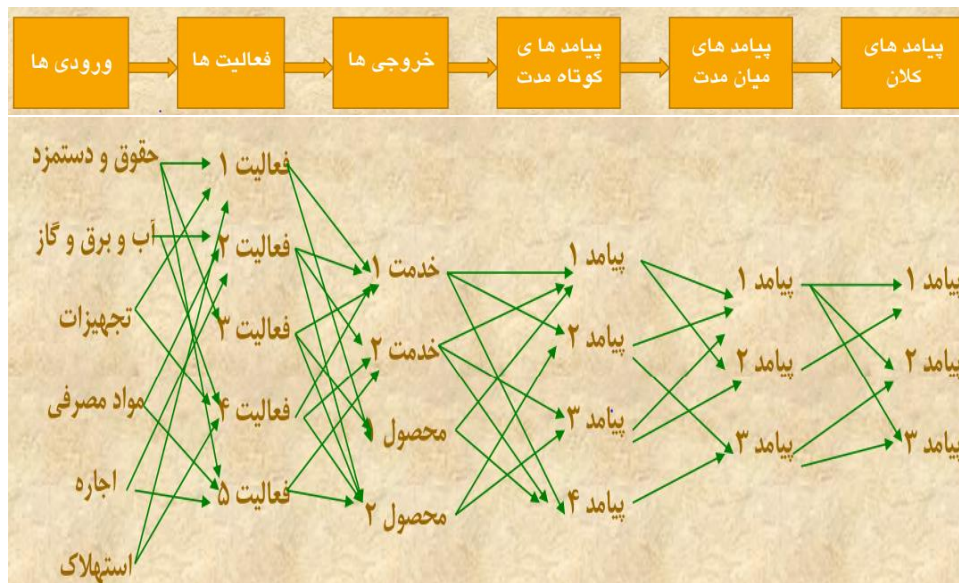 ورودی ها
فعالیت ها
خروجی ها
پیامد ها ی
کوتاه مدت
پیامد های
میان مدت
پیامد های
کلان
حقوق و دستمزد
آب و برق و گاز
تجهیزات
مواد مصرفی
اجاره
استهلاک
فعالیت ۱
فعالیت ۲
فعالیت ۳
فعالیت ۴
فعالیت ۵
خدمت ۱
خدمت ۲
محصول ۱
محصول ۲
پیامد ۱
پیامد ۲
پیامد ۳
پیامد ۴
پیامد ۱
پیامد ۲
پیامد ۳
پیامد ۱
پیامد ۲
پیامد ۳